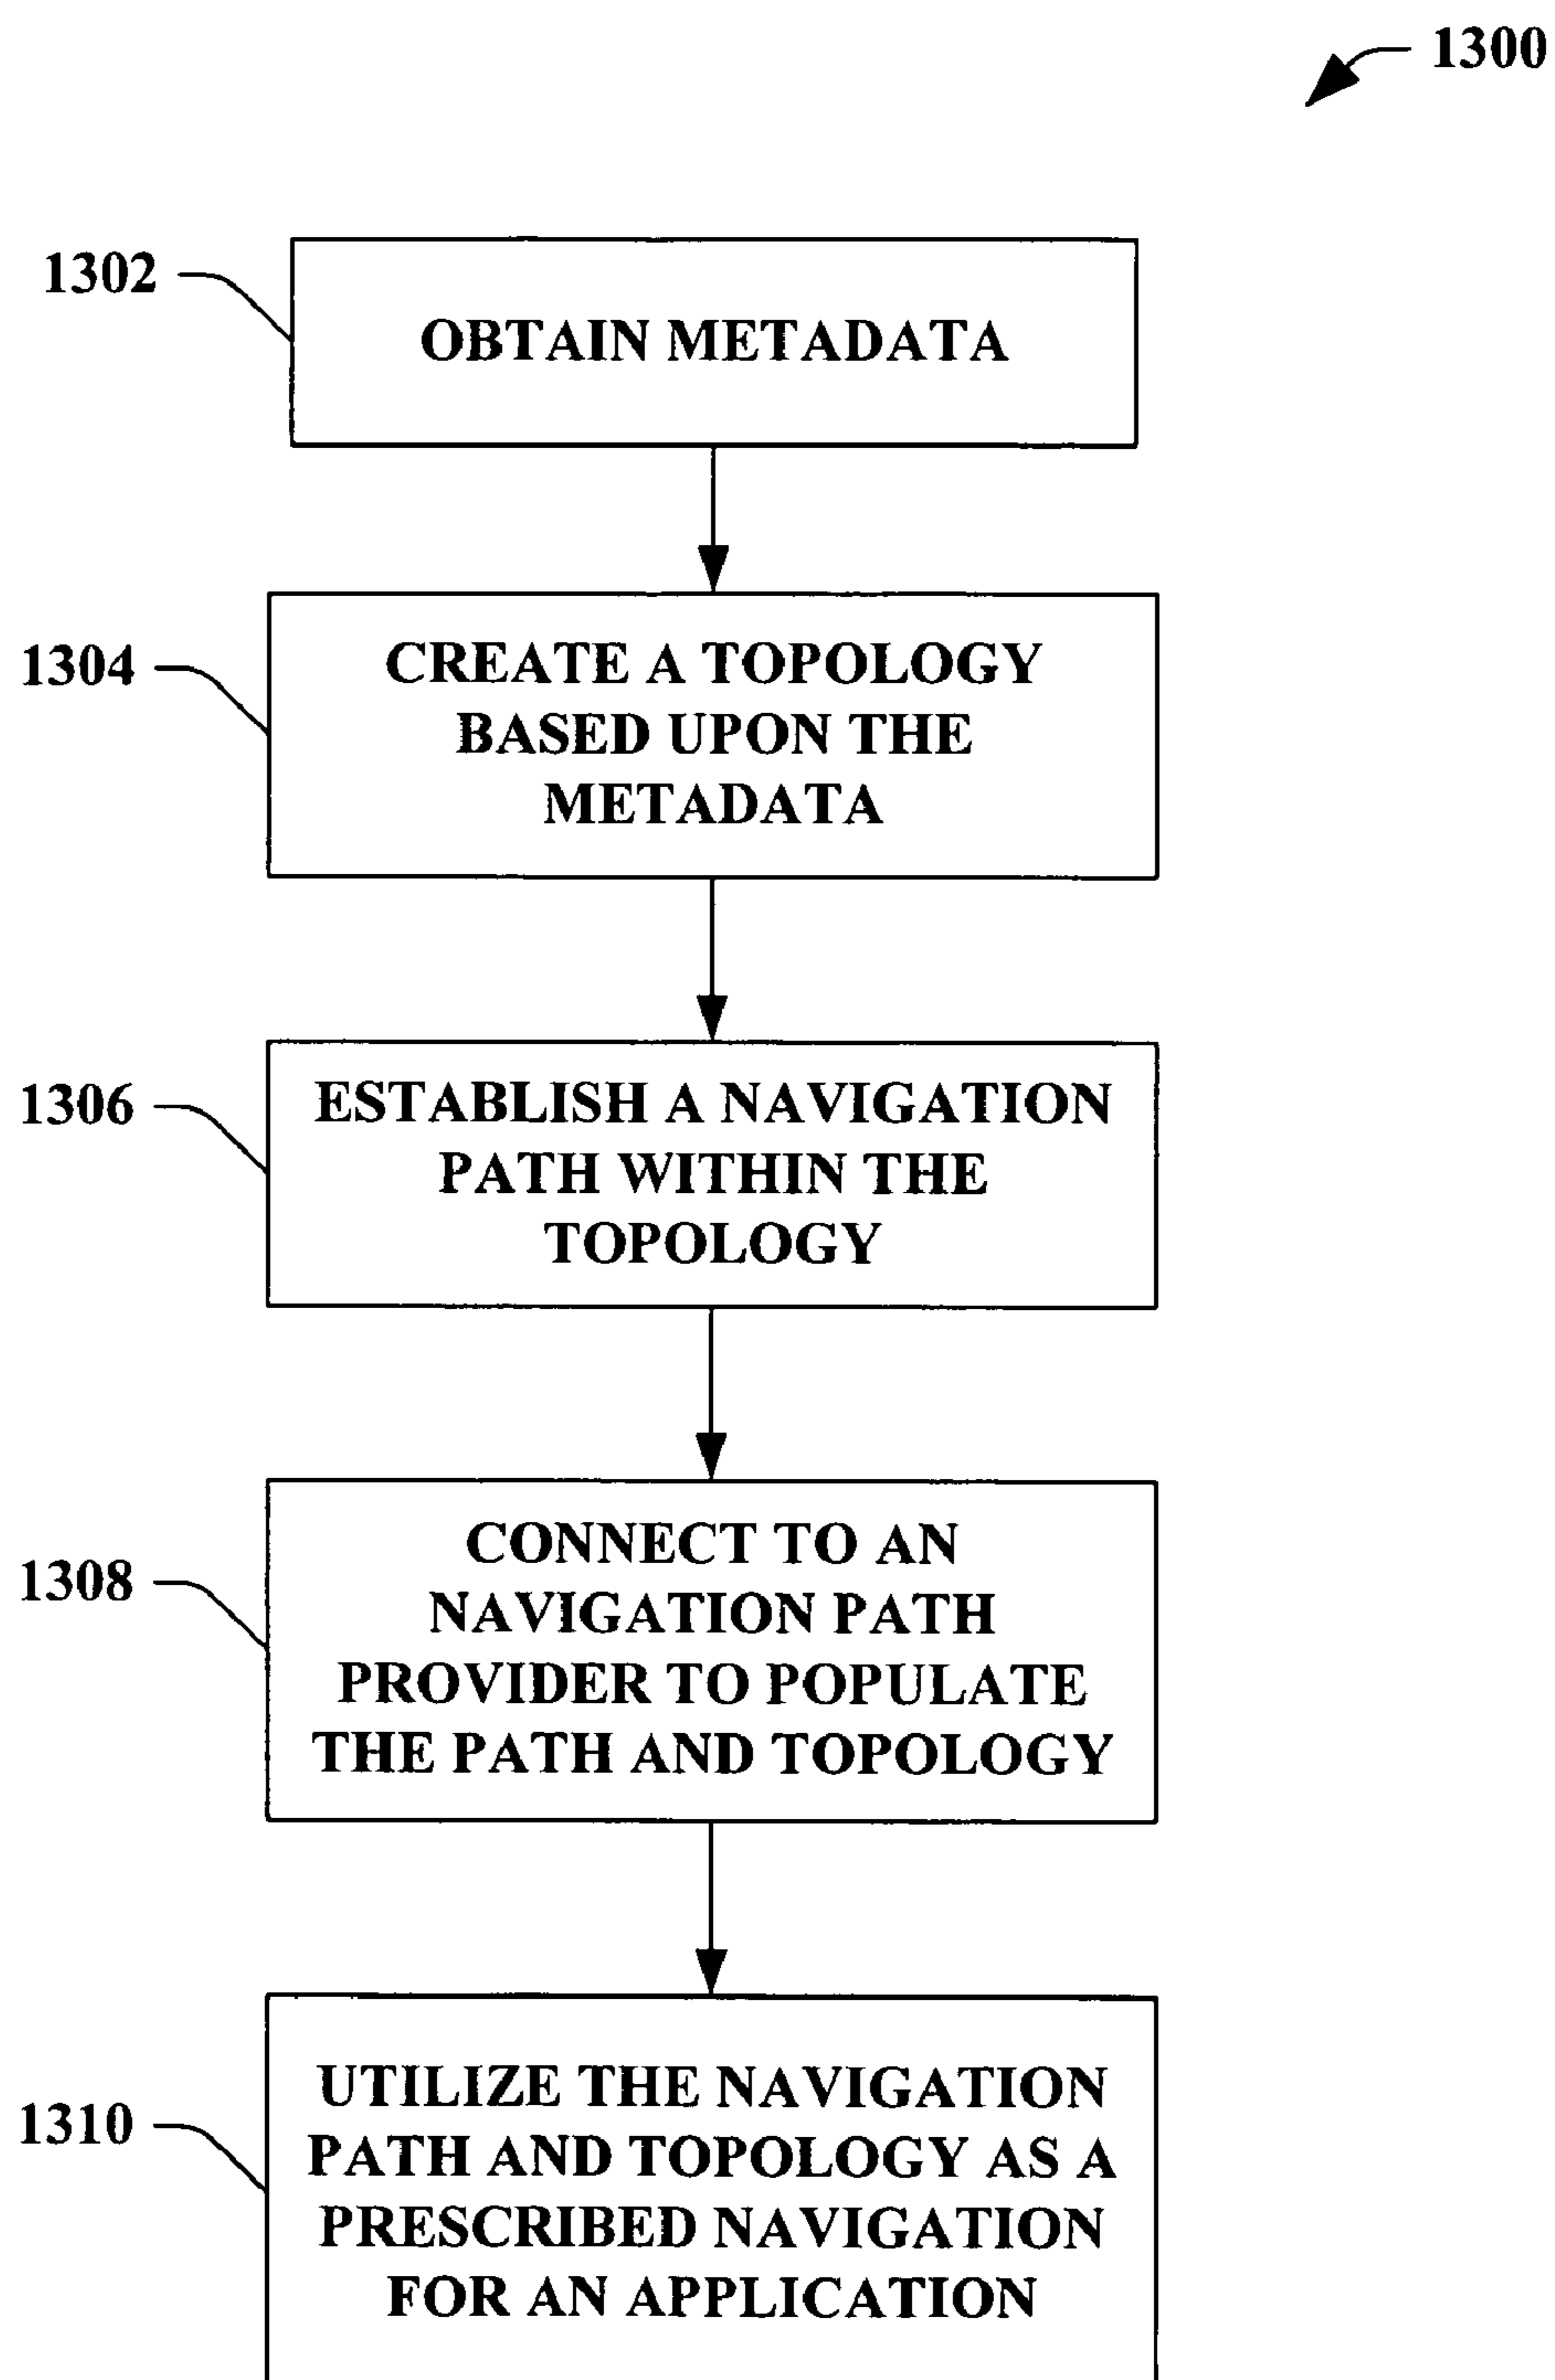 1300
1302
OBTAIN METADATA
1304
CREATE A TOPOLOGY
BASED UPON THE
METADATA
1306
ESTABLISH A NAVIGATION
PATH WITHIN THE
TOPOLOGY
1308
CONNECT TO AN
NAVIGATION PATH
PROVIDER TO POPULATE
THE PATH AND TOPOLOGY
1310
UTILIZE THE NAVIGATION
PATH AND TOPOLOGY AS A
PRESCRIBED NAVIGATION
FOR AN APPLICATION